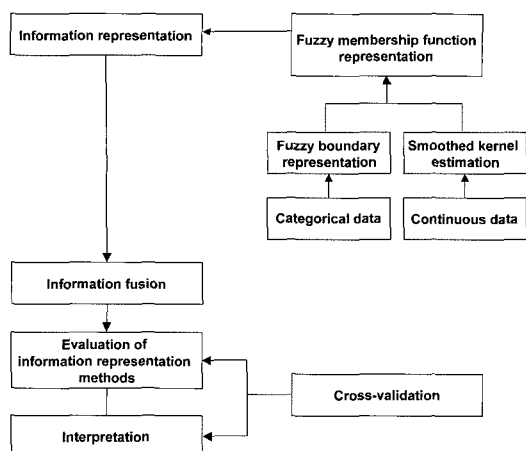 Information representation
Fuzzy membership function
representation
Fuzzy boundary
representation
Smoothed kernel
estimation
Categorical data
Continuous data
Information fusion
Evaluation of
information representation
methods
Cross-validation
Interpretation